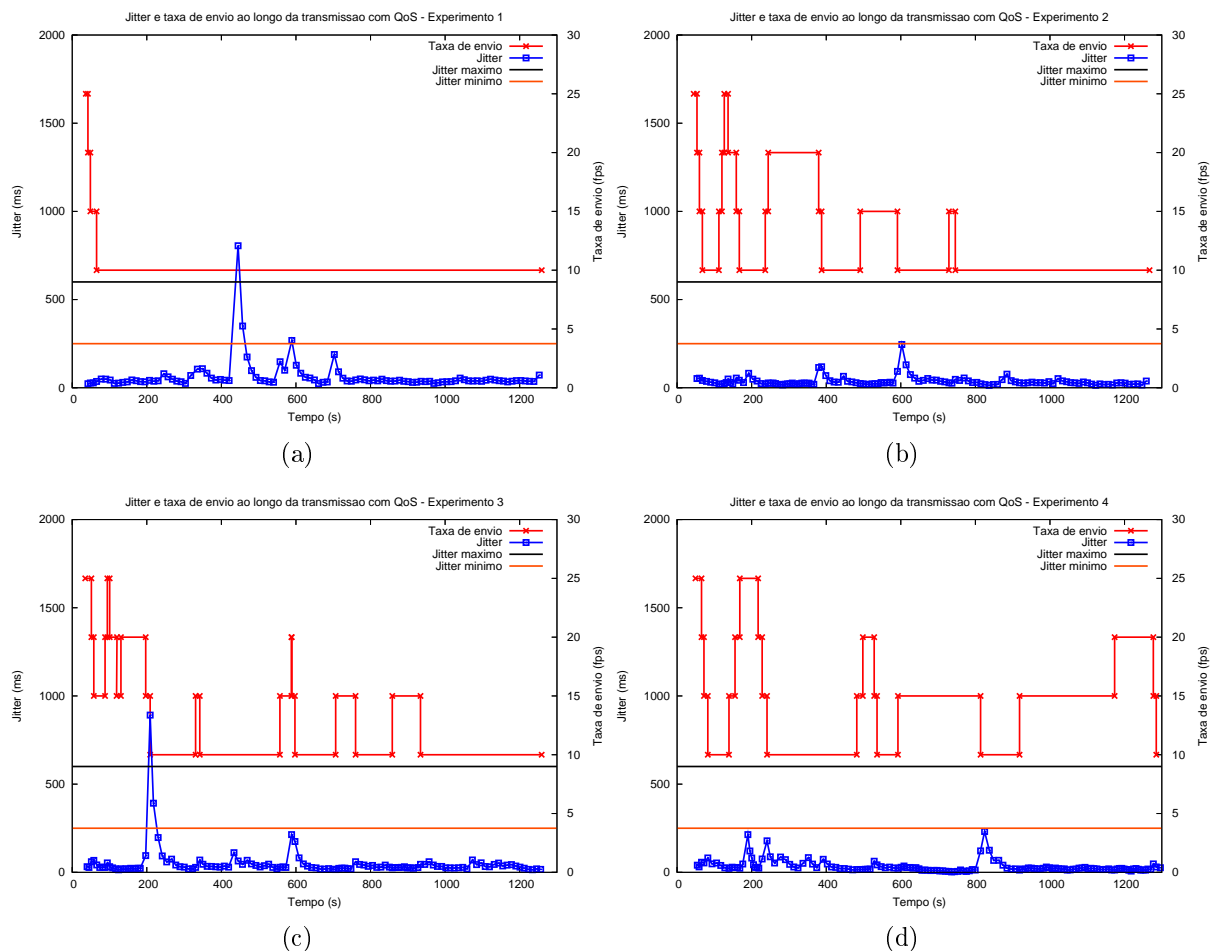 Jitter e taxa de envio ao longo da transmissao com QoS - Experimento 1
2000
1500
1000
500
0
30
25
20
15
10
5
0
0 200 400 600 800 1000 1200
Jitter (ms)
Taxa de envio (fps)
Tempo (s)
Taxa de envio
Jitter
Jitter maximo
Jitter minimo
(a)
Jitter e taxa de envio ao longo da transmissao com QoS - Experimento 2
2000
1500
1000
500
0
30
25
20
15
10
5
0
0 200 400 600 800 1000 1200
Jitter (ms)
Taxa de envio (fps)
Tempo (s)
Taxa de envio
Jitter
Jitter maximo
Jitter minimo
(b)
Jitter e taxa de envio ao longo da transmissao com QoS - Experimento 3
2000
1500
1000
500
0
30
25
20
15
10
5
0
0 200 400 600 800 1000 1200
Jitter (ms)
Taxa de envio (fps)
Tempo (s)
Taxa de envio
Jitter
Jitter maximo
Jitter minimo
(c)
Jitter e taxa de envio ao longo da transmissao com QoS - Experimento 4
2000
1500
1000
500
0
30
25
20
15
10
5
0
0 200 400 600 800 1000 1200
Jitter (ms)
Taxa de envio (fps)
Tempo (s)
Taxa de envio
Jitter
Jitter maximo
Jitter minimo
(d)